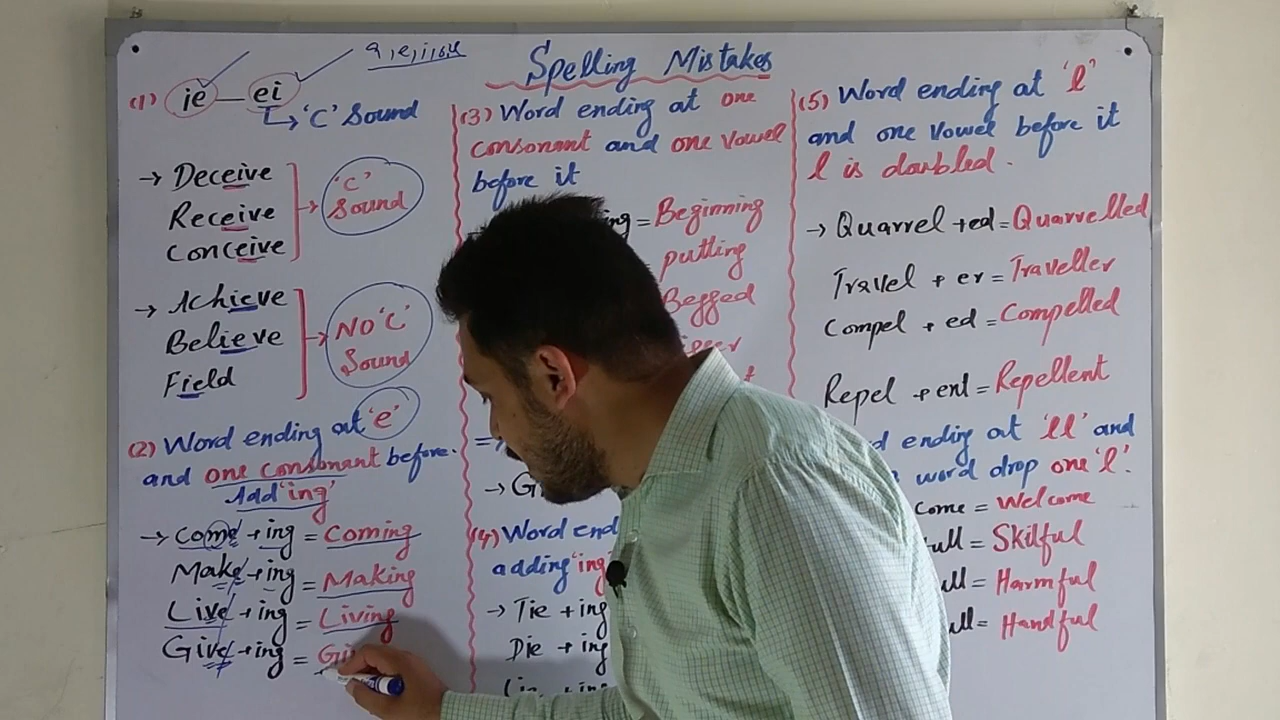 a,e,i,o,u
Spelling Mistakes
(1) ie — ei
'C' Sound
→ Deceive
Receive
Conceive
'C'
Sound
→ Achieve
Believe
Field
NO 'C'
Sound
(2) Word ending at 'e'
and one consonant before.
Add 'ing'
→ Come + ing = Coming
Make + ing = Making
Live + ing = Living
Give + ing =
(3) Word ending at one
consonant and one vowel
before it
ing = Beginning
putting
Begged
(4) Word
adding 'ing
→ Tie + ing
Die + ing
+ ing
(5) Word ending at 'l'
and one vowel before it
l is doubled.
→ Quarrel + ed = Quarrelled
Travel + er = Traveller
Compel + ed = Compelled
Repel + ent = Repellent
ending at 'll' and
word drop one 'l'.
come = Welcome
ull = Skilful
ull = Harmful
ull = Handful